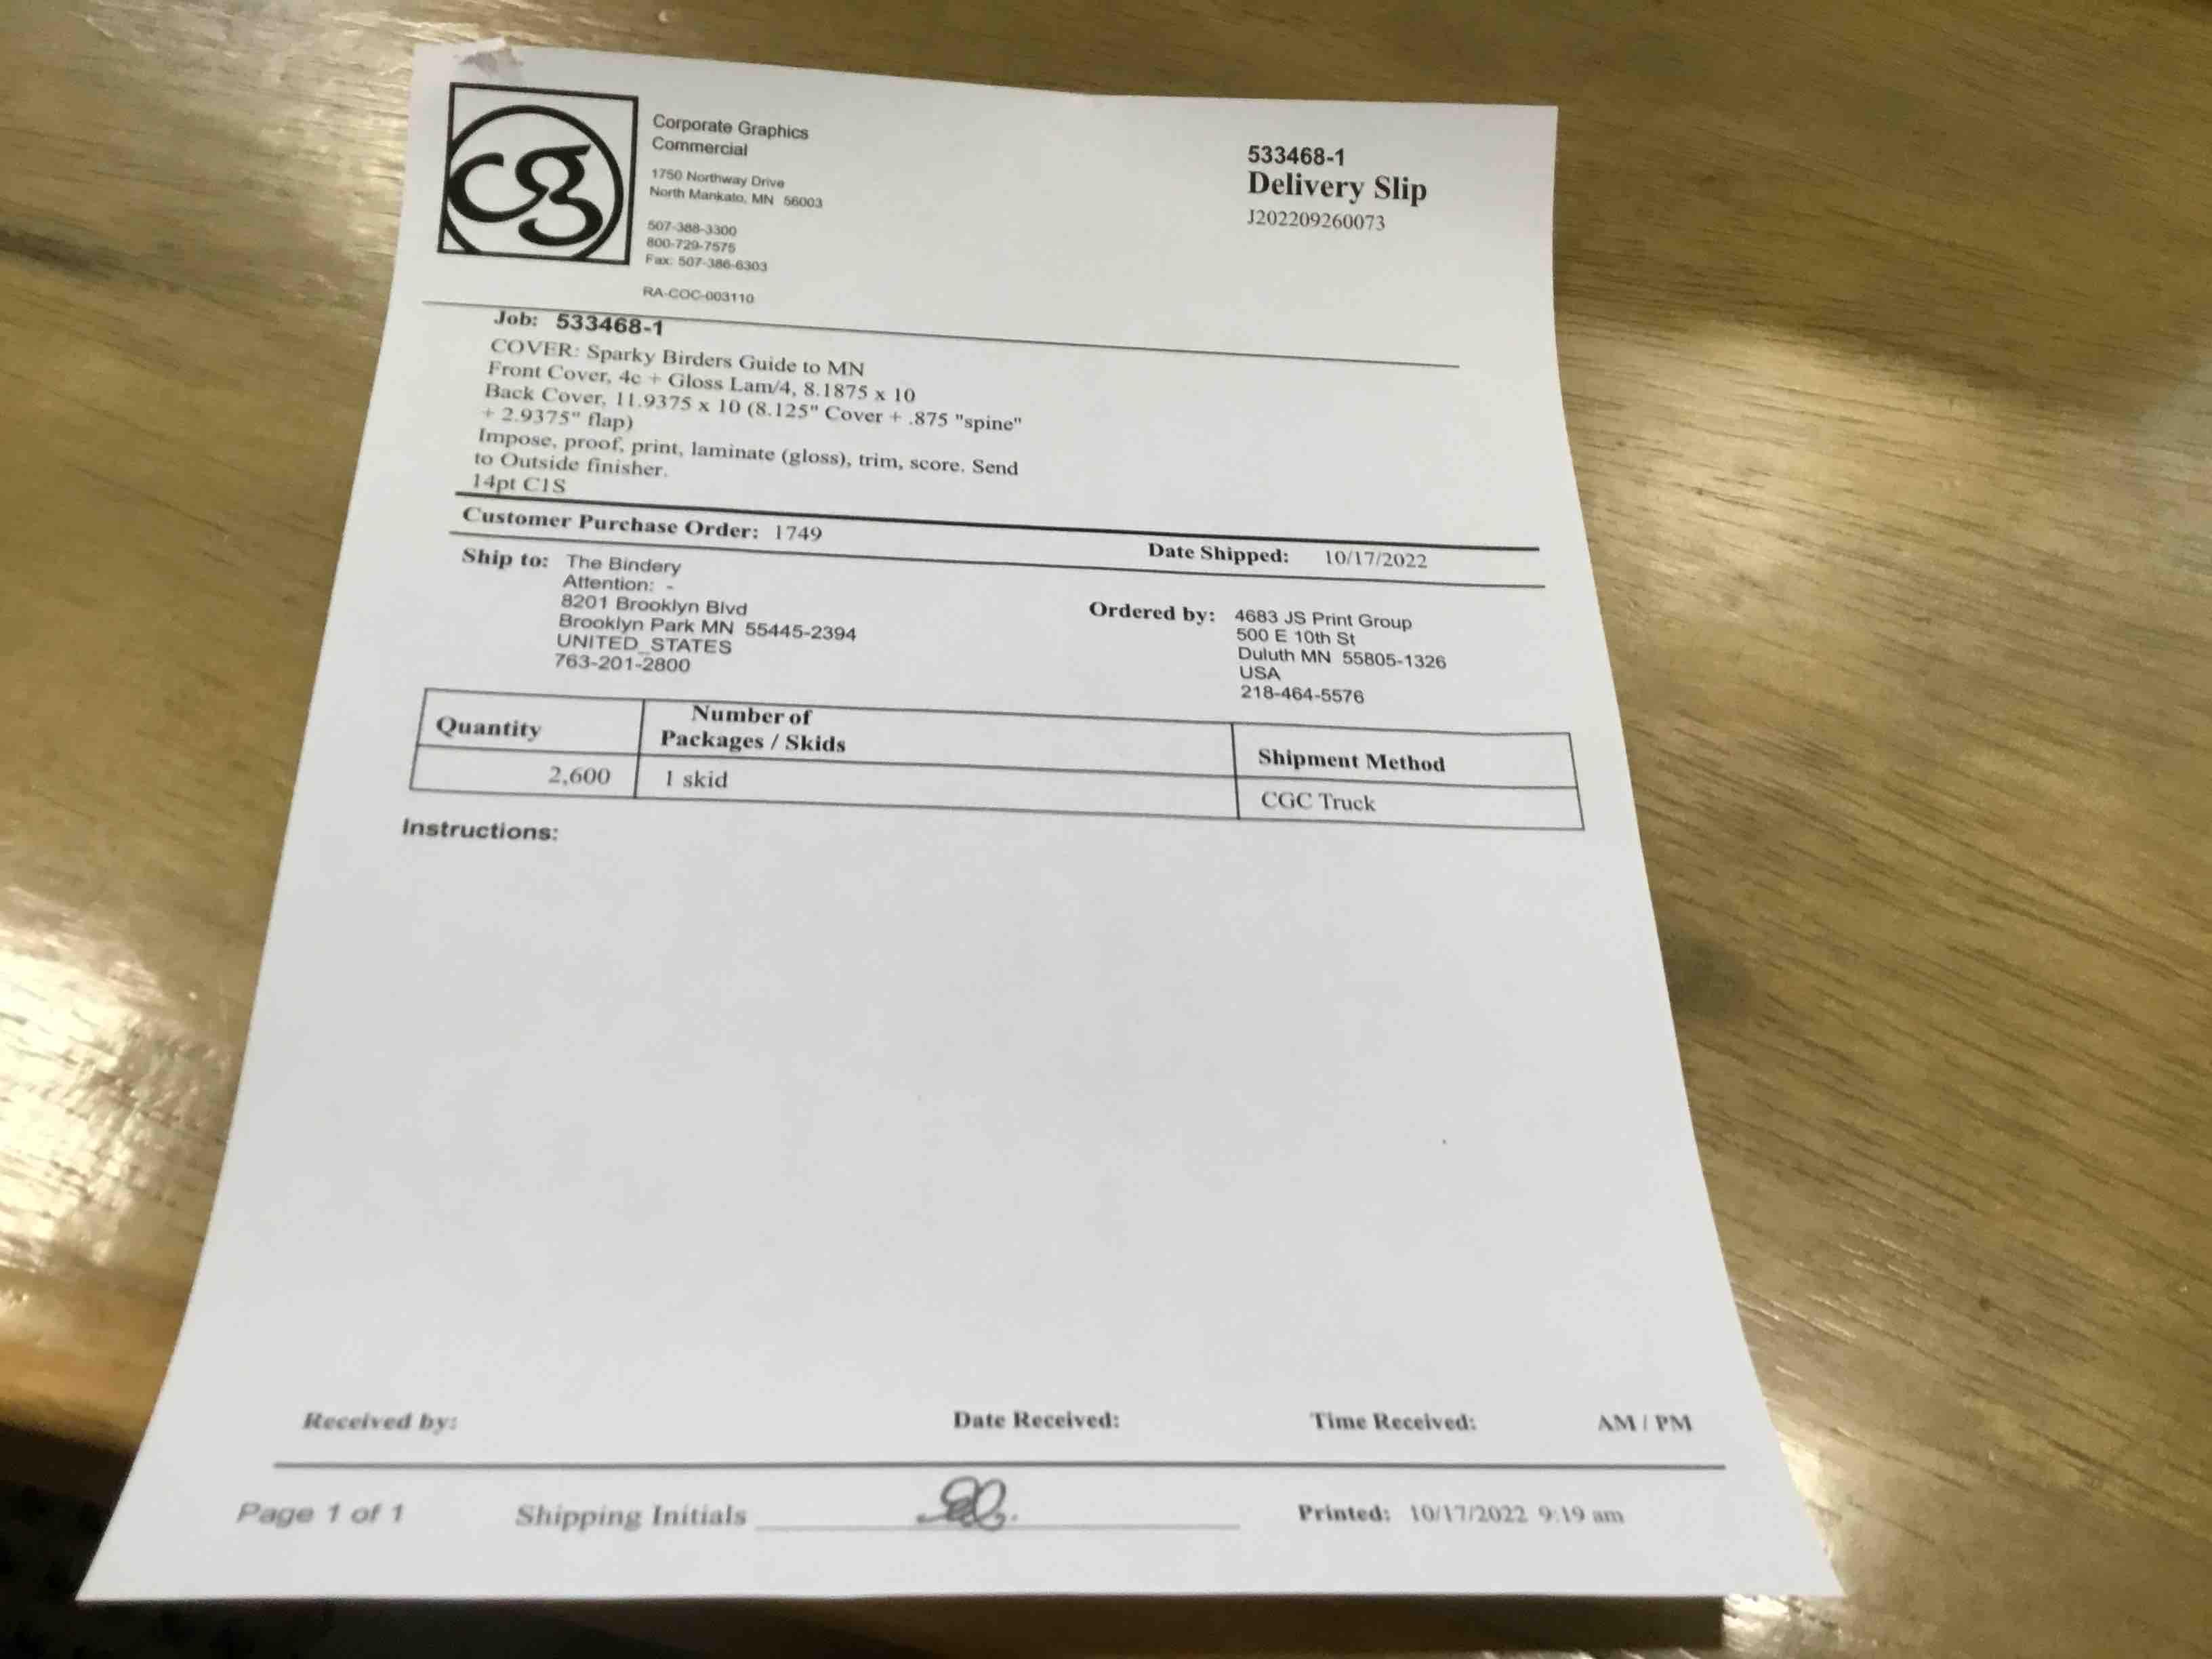 cg
Corporate Graphics
Commercial
1750 Northway Drive
North Mankato, MN 56003
507-388-3300
800-729-7575
Fax: 507-386-6303
RA-COC-003110
533468-1
Delivery Slip
J202209260073
Job: 533468-1
COVER: Sparky Birders Guide to MN
Front Cover, 4c + Gloss Lam/4, 8.1875 x 10
Back Cover, 11.9375 x 10 (8.125" Cover + .875 "spine"
+ 2.9375" flap)
Impose, proof, print, laminate (gloss), trim, score. Send
to Outside finisher.
14pt C1S
Customer Purchase Order: 1749
Date Shipped: 10/17/2022
Ship to: The Bindery
Attention: -
8201 Brooklyn Blvd
Brooklyn Park MN 55445-2394
UNITED_STATES
763-201-2800
Ordered by: 4683 JS Print Group
500 E 10th St
Duluth MN 55805-1326
USA
218-464-5576
Quantity
Number of
Packages / Skids
Shipment Method
2,600
1 skid
CGC Truck
Instructions:
Received by:
Date Received:
Time Received:
AM / PM
Page 1 of 1
Shipping Initials
Printed: 10/17/2022 9:19 am